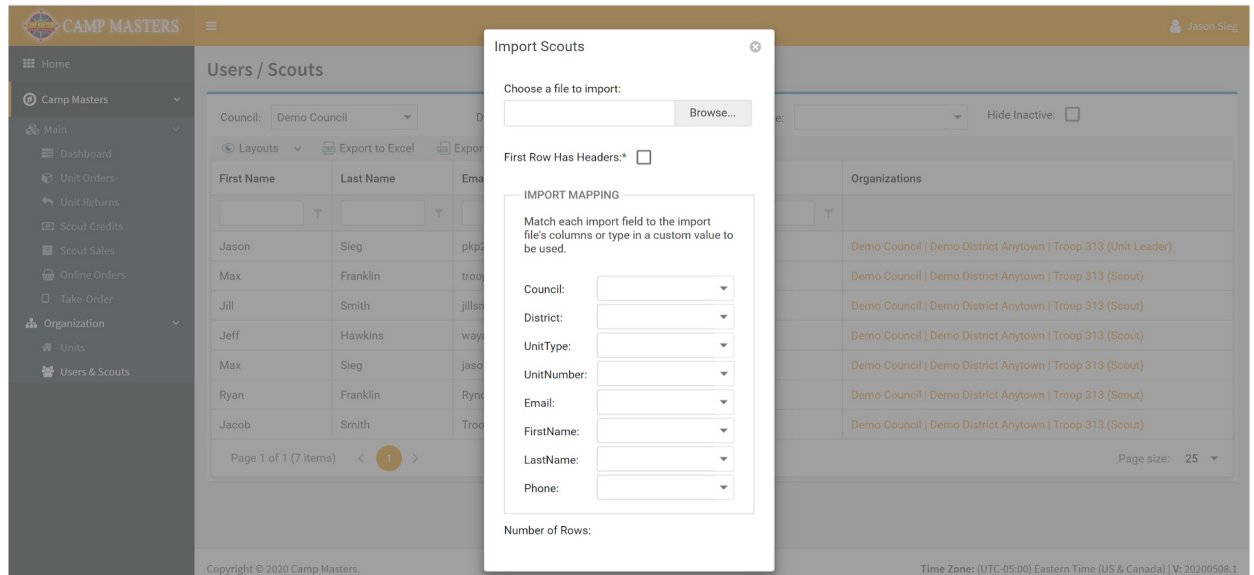 CAMP MASTERS
Jason Sieg
Home
Camp Masters
Main
Dashboard
Unit Orders
Unit Returns
Scout Credits
Scout Sales
Online Orders
Take-Order
Organization
Units
Users & Scouts
Users / Scouts
Council: Demo Council
Hide Inactive:
Layouts Export to Excel
First Name Last Name Organizations
Jason Sieg Demo Council | Demo District Anytown | Troop 313 (Unit Leader)
Max Franklin Demo Council | Demo District Anytown | Troop 313 (Scout)
Jill Smith Demo Council | Demo District Anytown | Troop 313 (Scout)
Jeff Hawkins Demo Council | Demo District Anytown | Troop 313 (Scout)
Max Sieg Demo Council | Demo District Anytown | Troop 313 (Scout)
Ryan Franklin Demo Council | Demo District Anytown | Troop 313 (Scout)
Jacob Smith Demo Council | Demo District Anytown | Troop 313 (Scout)
Page 1 of 1 (7 items) < 1 > Page size: 25
Import Scouts
Choose a file to import:
Browse...
First Row Has Headers:*
IMPORT MAPPING
Match each import field to the import
file's columns or type in a custom value to
be used.
Council:
District:
UnitType:
UnitNumber:
Email:
FirstName:
LastName:
Phone:
Number of Rows:
Copyright © 2020 Camp Masters.
Time Zone: (UTC-05:00) Eastern Time (US & Canada) | V: 20200508.1